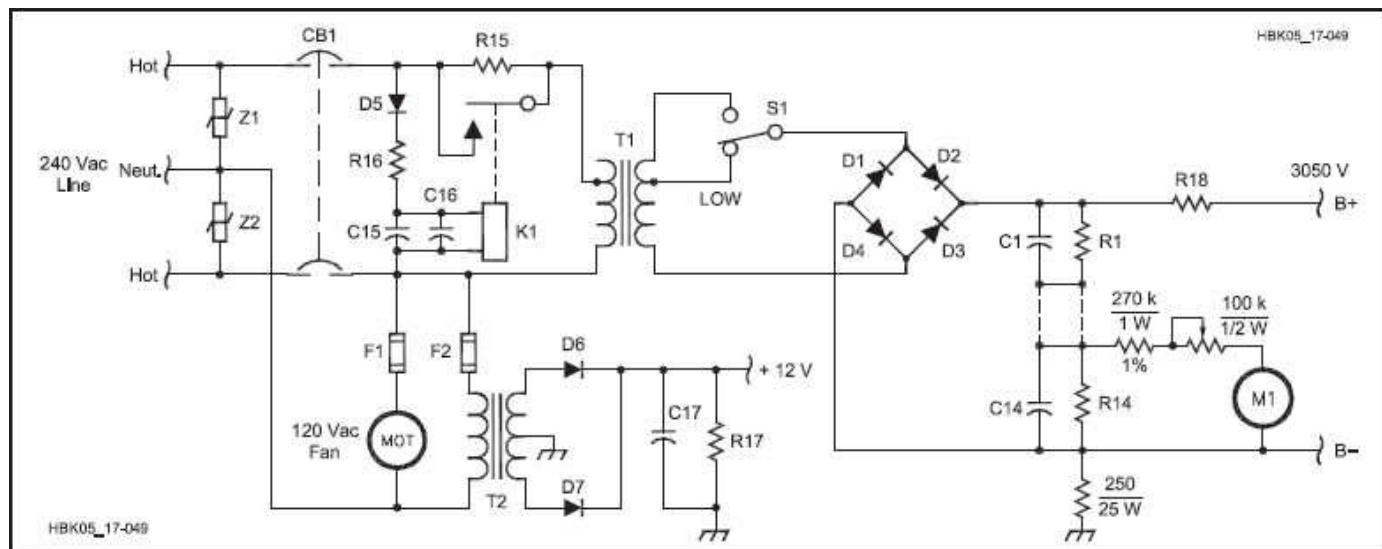 HBK05_17-049
CB1
R15
Hot
Z1
D5
R16
C16
K1
T1
S1
LOW
D1
D2
D4
D3
R18
3050 V
B+
240 Vac
Line
Neut.
Z2
C15
C1
R1
Hot
270 k
1 W
1%
100 k
1/2 W
F1
F2
D6
+ 12 V
C17
R17
C14
R14
M1
120 Vac
Fan
MOT
T2
D7
B–
250
25 W
HBK05_17-049